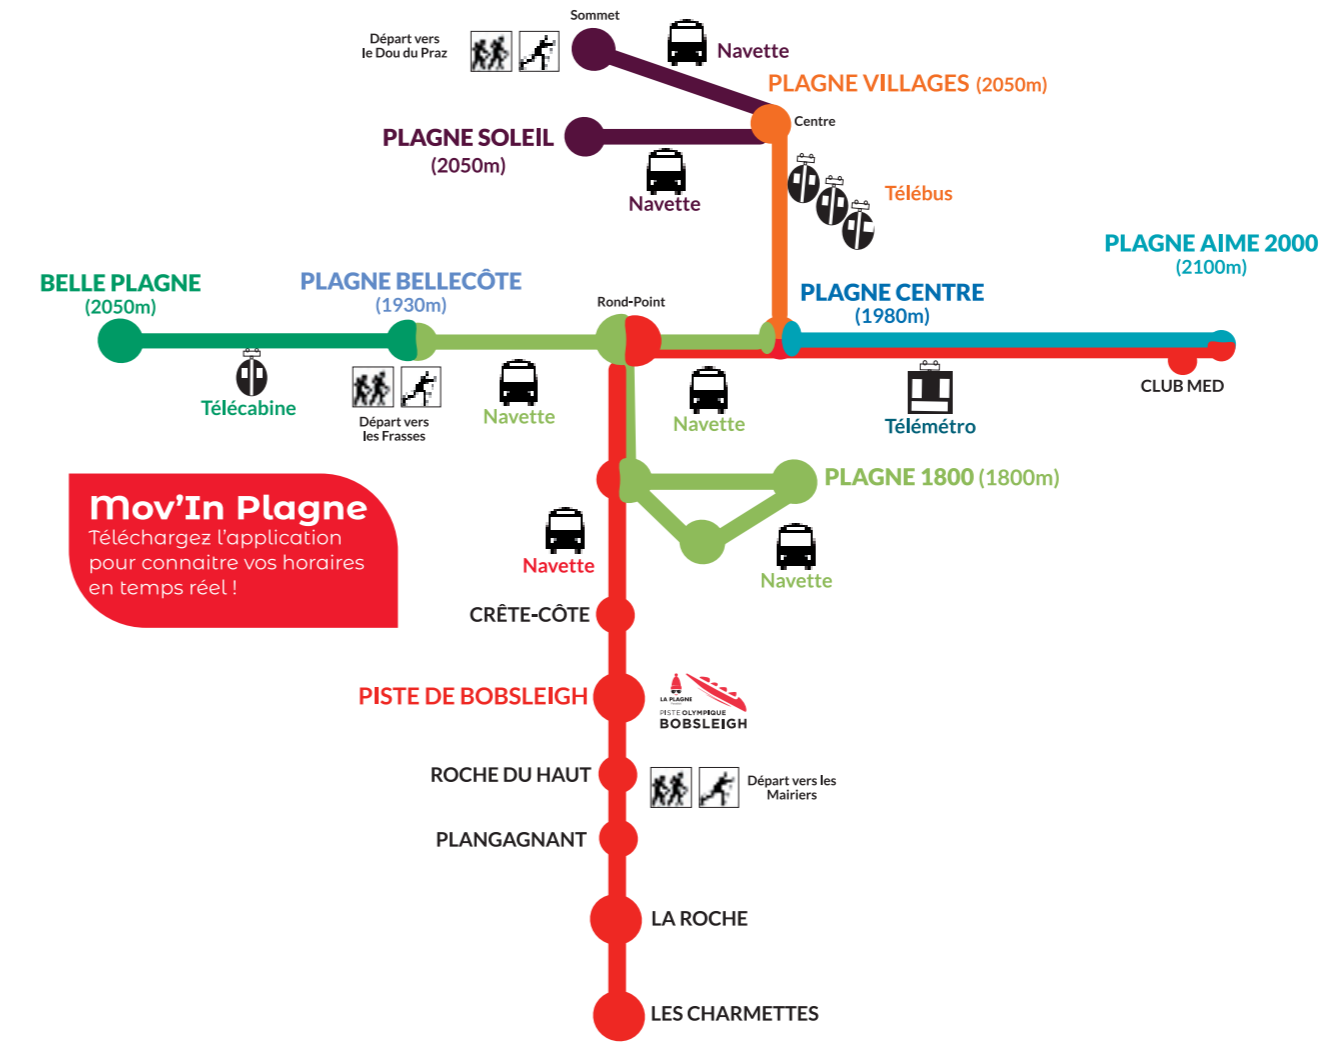 Sommet
Départ vers
le Dou du Praz
Navette
PLAGNE VILLAGES (2050m)
Centre
PLAGNE SOLEIL
(2050m)
Navette
Télébus
PLAGNE AIME 2000
(2100m)
BELLE PLAGNE
(2050m)
PLAGNE BELLECÔTE
(1930m)
Rond-Point
PLAGNE CENTRE
(1980m)
Télécabine
Départ vers
les Frasses
Navette
Navette
Télémétro
CLUB MED
PLAGNE 1800 (1800m)
Mov'In Plagne
Téléchargez l'application
pour connaitre vos horaires
en temps réel !
Navette
Navette
CRÊTE-CÔTE
PISTE DE BOBSLEIGH
LA PLAGNE
PISTE OLYMPIQUE
BOBSLEIGH
ROCHE DU HAUT
Départ vers les
Mairiers
PLANGAGNANT
LA ROCHE
LES CHARMETTES